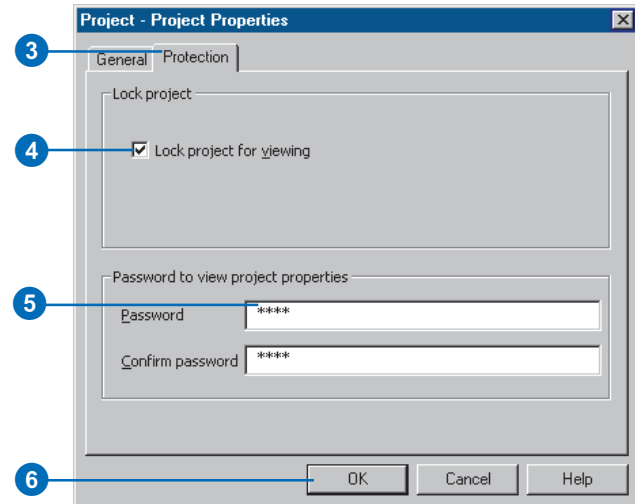 Project - Project Properties
3
General Protection
Lock project
4
Lock project for viewing
Password to view project properties
5
Password ****
Confirm password ****
6
OK Cancel Help